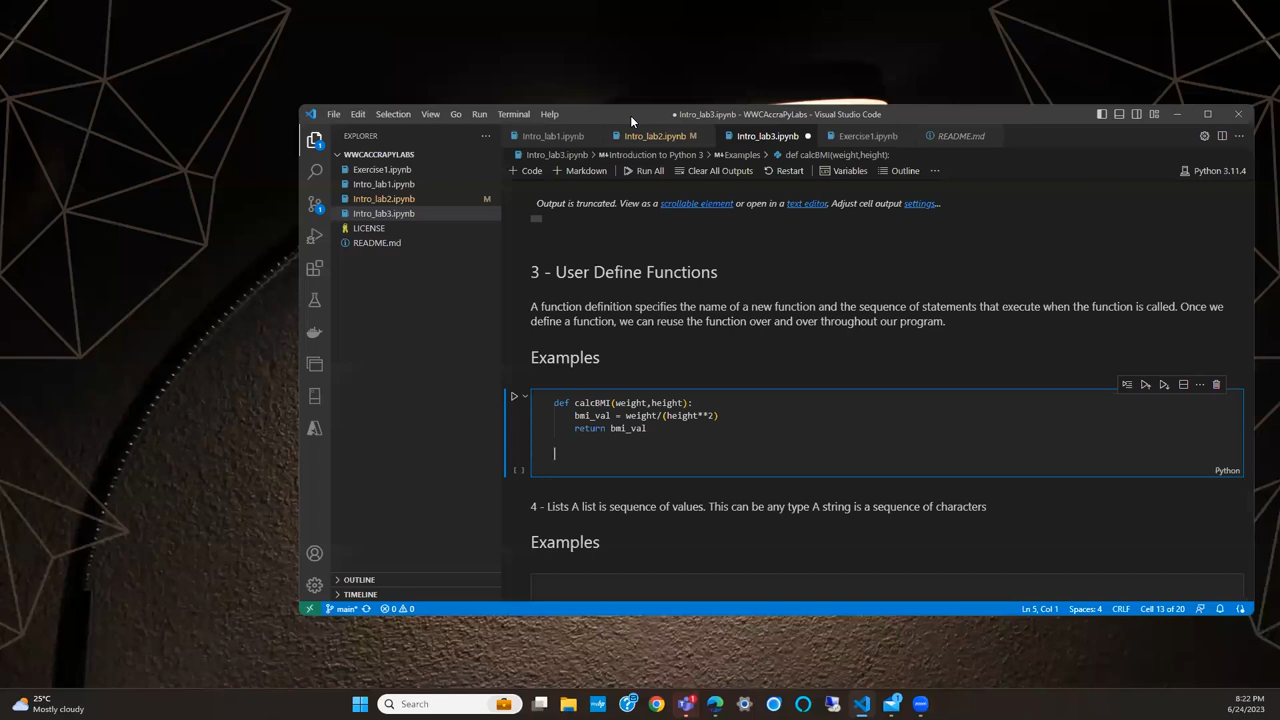 File Edit Selection View Go Run Terminal Help
● Intro_lab3.ipynb - WWCAccraPyLabs - Visual Studio Code
EXPLORER
Intro_lab1.ipynb Intro_lab2.ipynb M Intro_lab3.ipynb Exercise1.ipynb README.md
WWCACCRAPYLABS
Exercise1.ipynb
Intro_lab1.ipynb
Intro_lab2.ipynb M
Intro_lab3.ipynb
LICENSE
README.md
OUTLINE
TIMELINE
Intro_lab3.ipynb > Introduction to Python 3 > Examples > def calcBMI(weight,height):
+ Code + Markdown Run All Clear All Outputs Restart Variables Outline ... Python 3.11.4
Output is truncated. View as a scrollable element or open in a text editor. Adjust cell output settings...
3 - User Define Functions
A function definition specifies the name of a new function and the sequence of statements that execute when the function is called. Once we
define a function, we can reuse the function over and over throughout our program.
Examples
def calcBMI(weight,height):
bmi_val = weight/(height**2)
return bmi_val
[ ]
Python
4 - Lists A list is sequence of values. This can be any type A string is a sequence of characters
Examples
main* 0 0 Ln 5, Col 1 Spaces: 4 CRLF Cell 13 of 20
25°C
Mostly cloudy
Search
8:22 PM
6/24/2023